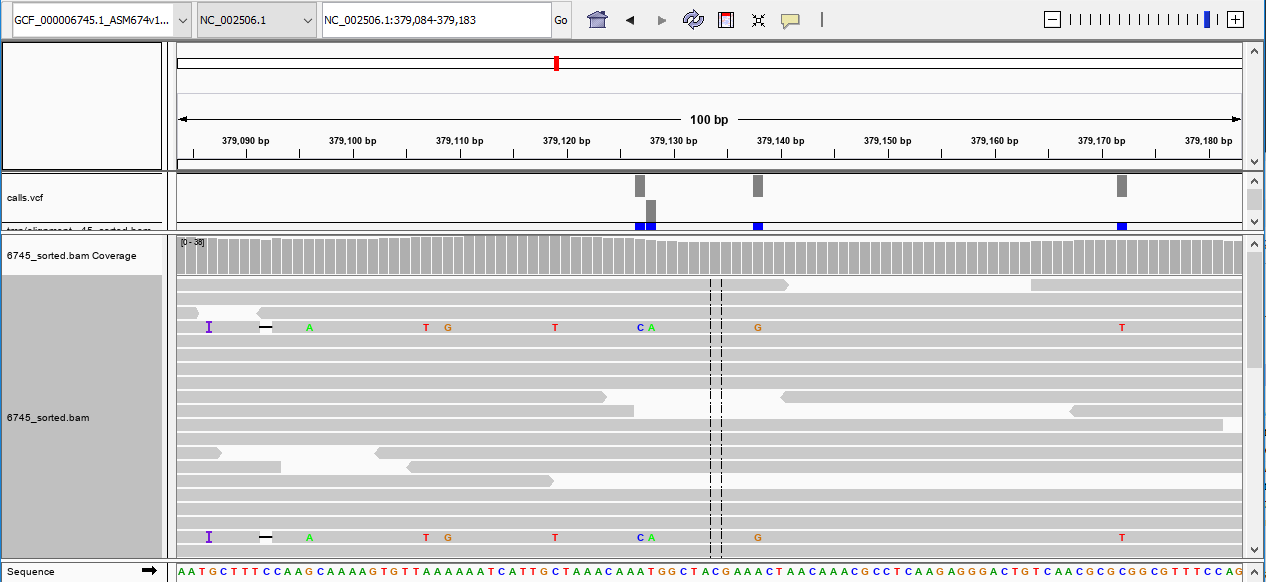 GCF_000006745.1_ASM674v1... NC_002506.1 NC_002506.1:379,084-379,183 Go
100 bp
379,090 bp 379,100 bp 379,110 bp 379,120 bp 379,130 bp 379,140 bp 379,150 bp 379,160 bp 379,170 bp 379,180 bp
calls.vcf
[0 - 38]
6745_sorted.bam Coverage
I A T G T C A G T
6745_sorted.bam
I A T G T C A G T
Sequence AATGCTTTCCAAGCAAAAGTGTTAAAAAATCATTGCTAAACAAATGGCTACGAAACTAACAAACGCCTCAAGAGGGACTGTCAACGCGCGGCGTTTCCAG